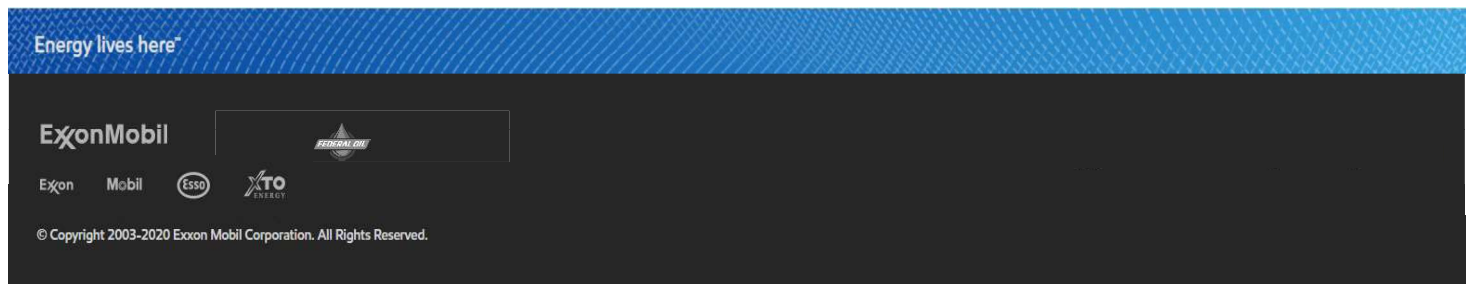 Energy lives here™
ExxonMobil
FEDERAL OIL
Exxon Mobil Esso XTO ENERGY
© Copyright 2003-2020 Exxon Mobil Corporation. All Rights Reserved.